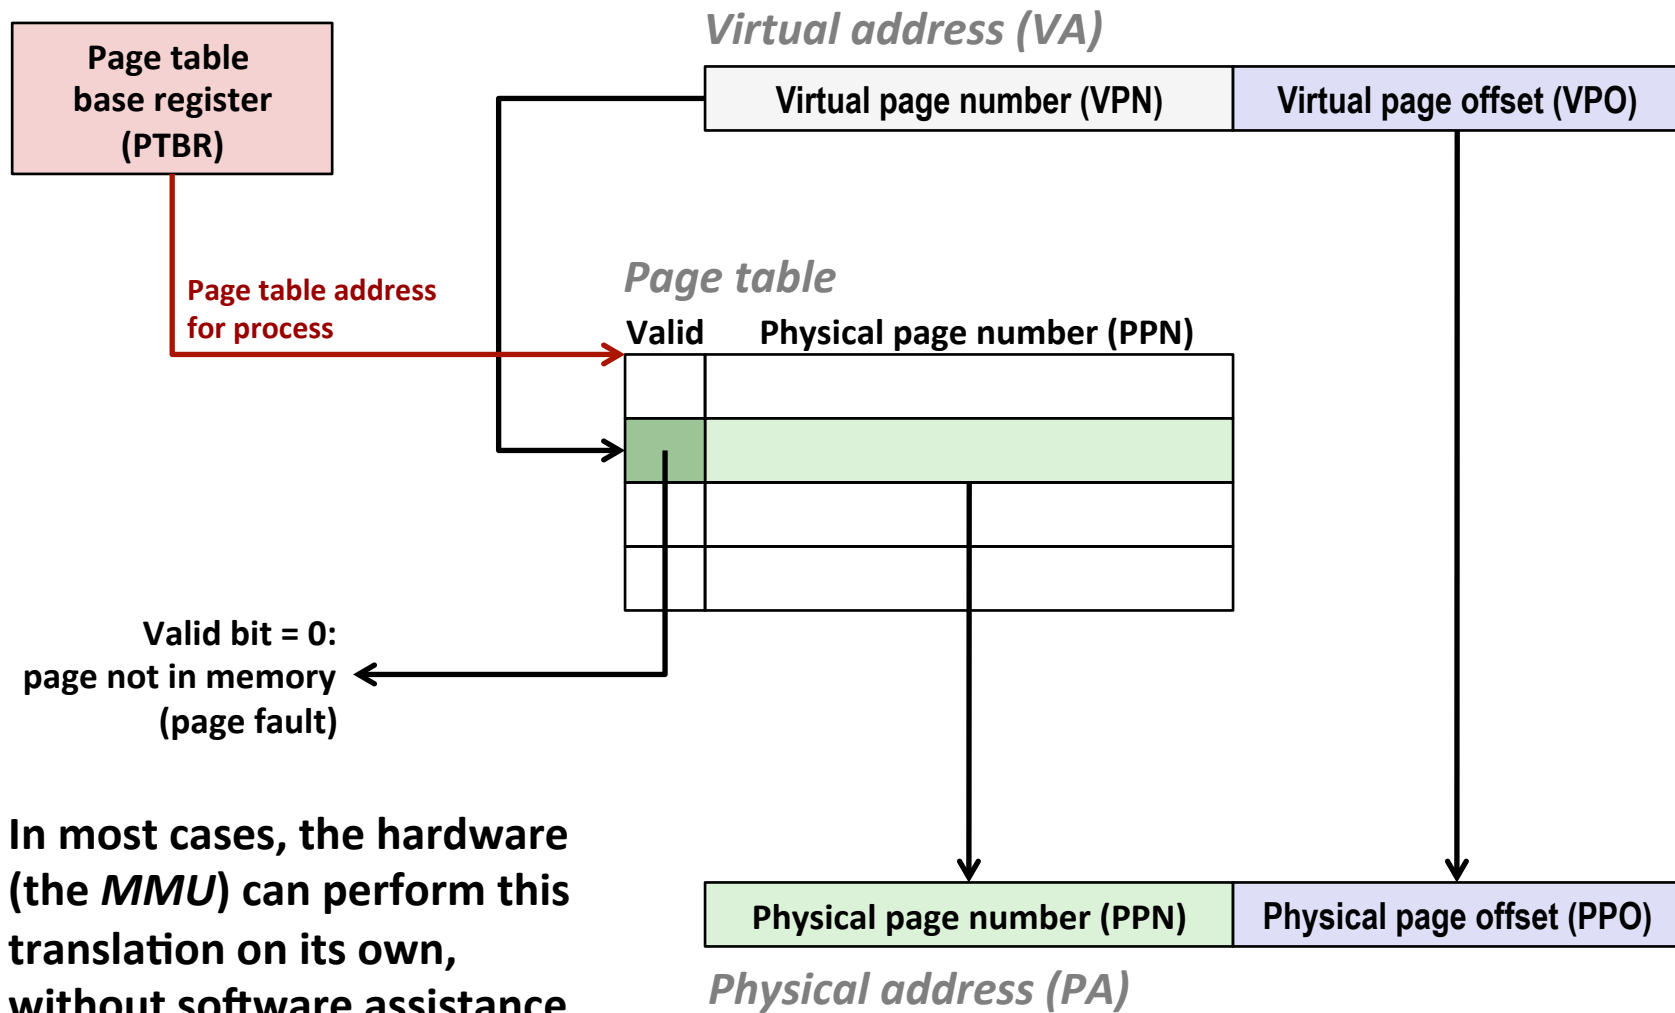 Page table
base register
(PTBR)
Virtual address (VA)
Virtual page number (VPN)
Virtual page offset (VPO)
Page table address
for process
Page table
Valid
Physical page number (PPN)
Valid bit = 0:
page not in memory
(page fault)
In most cases, the hardware
(the MMU) can perform this
translation on its own,
without software assistance
Physical page number (PPN)
Physical page offset (PPO)
Physical address (PA)